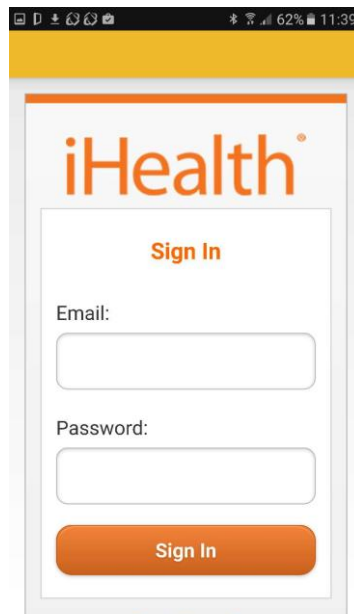 62% 11:39
iHealth®
Sign In
Email:
Password:
Sign In